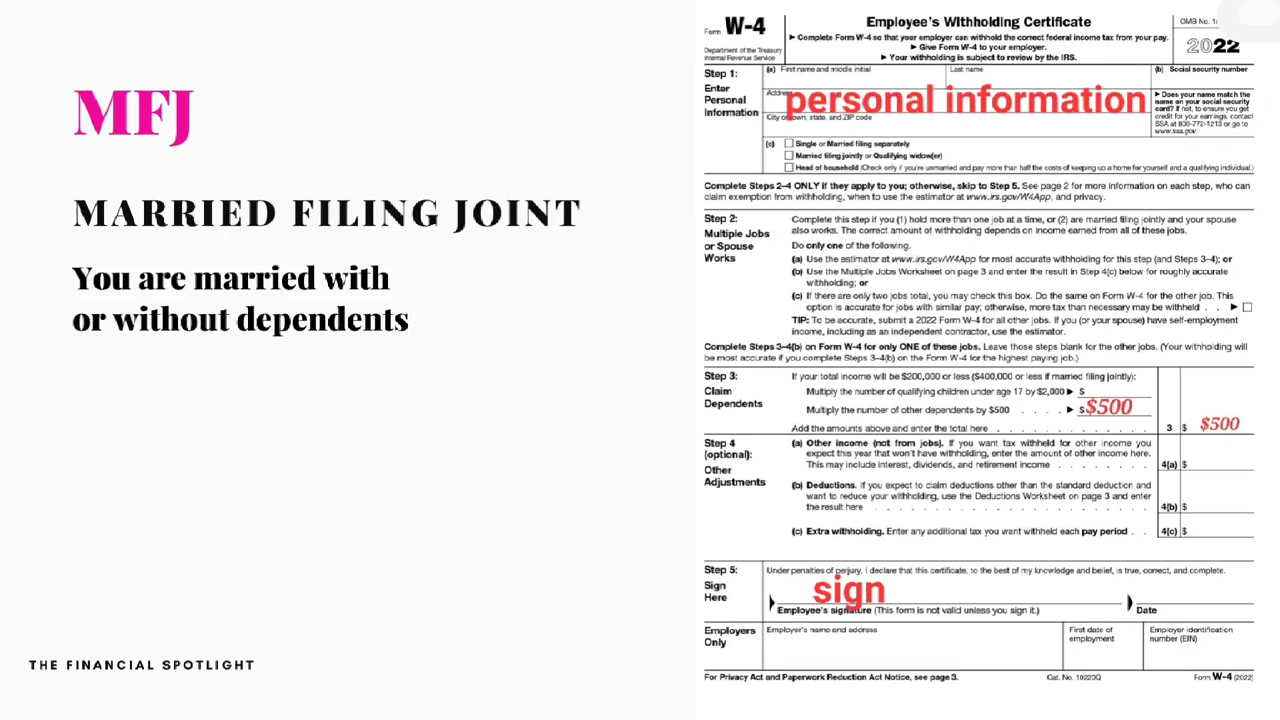 MFJ
MARRIED FILING JOINT
You are married with
or without dependents
THE FINANCIAL SPOTLIGHT
Form W-4
Department of the Treasury
Internal Revenue Service
Employee's Withholding Certificate
▶ Complete Form W-4 so that your employer can withhold the correct federal income tax from your pay.
▶ Give Form W-4 to your employer.
▶ Your withholding is subject to review by the IRS.
OMB No.
2022
Step 1:
Enter
Personal
Information
(a) First name and middle initial
Last name
(b) Social security number
Address
personal information
City or town, state, and ZIP code
▶ Does your name match the
name on your social security
card? If not, to ensure you get
credit for your earnings, contact
SSA at 800-772-1213 or go to
www.ssa.gov.
(c) Single or Married filing separately
Married filing jointly or Qualifying widow(er)
Head of household (Check only if you're unmarried and pay more than half the costs of keeping up a home for yourself and a qualifying individual.)
Complete Steps 2–4 ONLY if they apply to you; otherwise, skip to Step 5. See page 2 for more information on each step, who can
claim exemption from withholding, when to use the estimator at www.irs.gov/W4App, and privacy.
Step 2:
Multiple Jobs
or Spouse
Works
Complete this step if you (1) hold more than one job at a time, or (2) are married filing jointly and your spouse
also works. The correct amount of withholding depends on income earned from all of these jobs.
Do only one of the following.
(a) Use the estimator at www.irs.gov/W4App for most accurate withholding for this step (and Steps 3–4); or
(b) Use the Multiple Jobs Worksheet on page 3 and enter the result in Step 4(c) below for roughly accurate
withholding; or
(c) If there are only two jobs total, you may check this box. Do the same on Form W-4 for the other job. This
option is accurate for jobs with similar pay; otherwise, more tax than necessary may be withheld . . ▶
TIP: To be accurate, submit a 2022 Form W-4 for all other jobs. If you (or your spouse) have self-employment
income, including as an independent contractor, use the estimator.
Complete Steps 3–4(b) on Form W-4 for only ONE of these jobs. Leave those steps blank for the other jobs. (Your withholding will
be most accurate if you complete Steps 3–4(b) on the Form W-4 for the highest paying job.)
Step 3:
Claim
Dependents
If your total income will be $200,000 or less ($400,000 or less if married filing jointly):
Multiply the number of qualifying children under age 17 by $2,000 ▶ $
Multiply the number of other dependents by $500 . . . . ▶ $ $500
Add the amounts above and enter the total here . . . . . . . . . . . . . 3 $ $500
Step 4
(optional):
Other
Adjustments
(a) Other income (not from jobs). If you want tax withheld for other income you
expect this year that won't have withholding, enter the amount of other income here.
This may include interest, dividends, and retirement income . . . . . . . 4(a) $
(b) Deductions. If you expect to claim deductions other than the standard deduction and
want to reduce your withholding, use the Deductions Worksheet on page 3 and enter
the result here . . . . . . . . . . . . . . . . . . . . . 4(b) $
(c) Extra withholding. Enter any additional tax you want withheld each pay period . . 4(c) $
Step 5:
Sign
Here
Under penalties of perjury, I declare that this certificate, to the best of my knowledge and belief, is true, correct, and complete.
sign
Employee's signature (This form is not valid unless you sign it.)
Date
Employers
Only
Employer's name and address
First date of
employment
Employer identification
number (EIN)
For Privacy Act and Paperwork Reduction Act Notice, see page 3.
Cat. No. 10220Q
Form W-4 (2022)